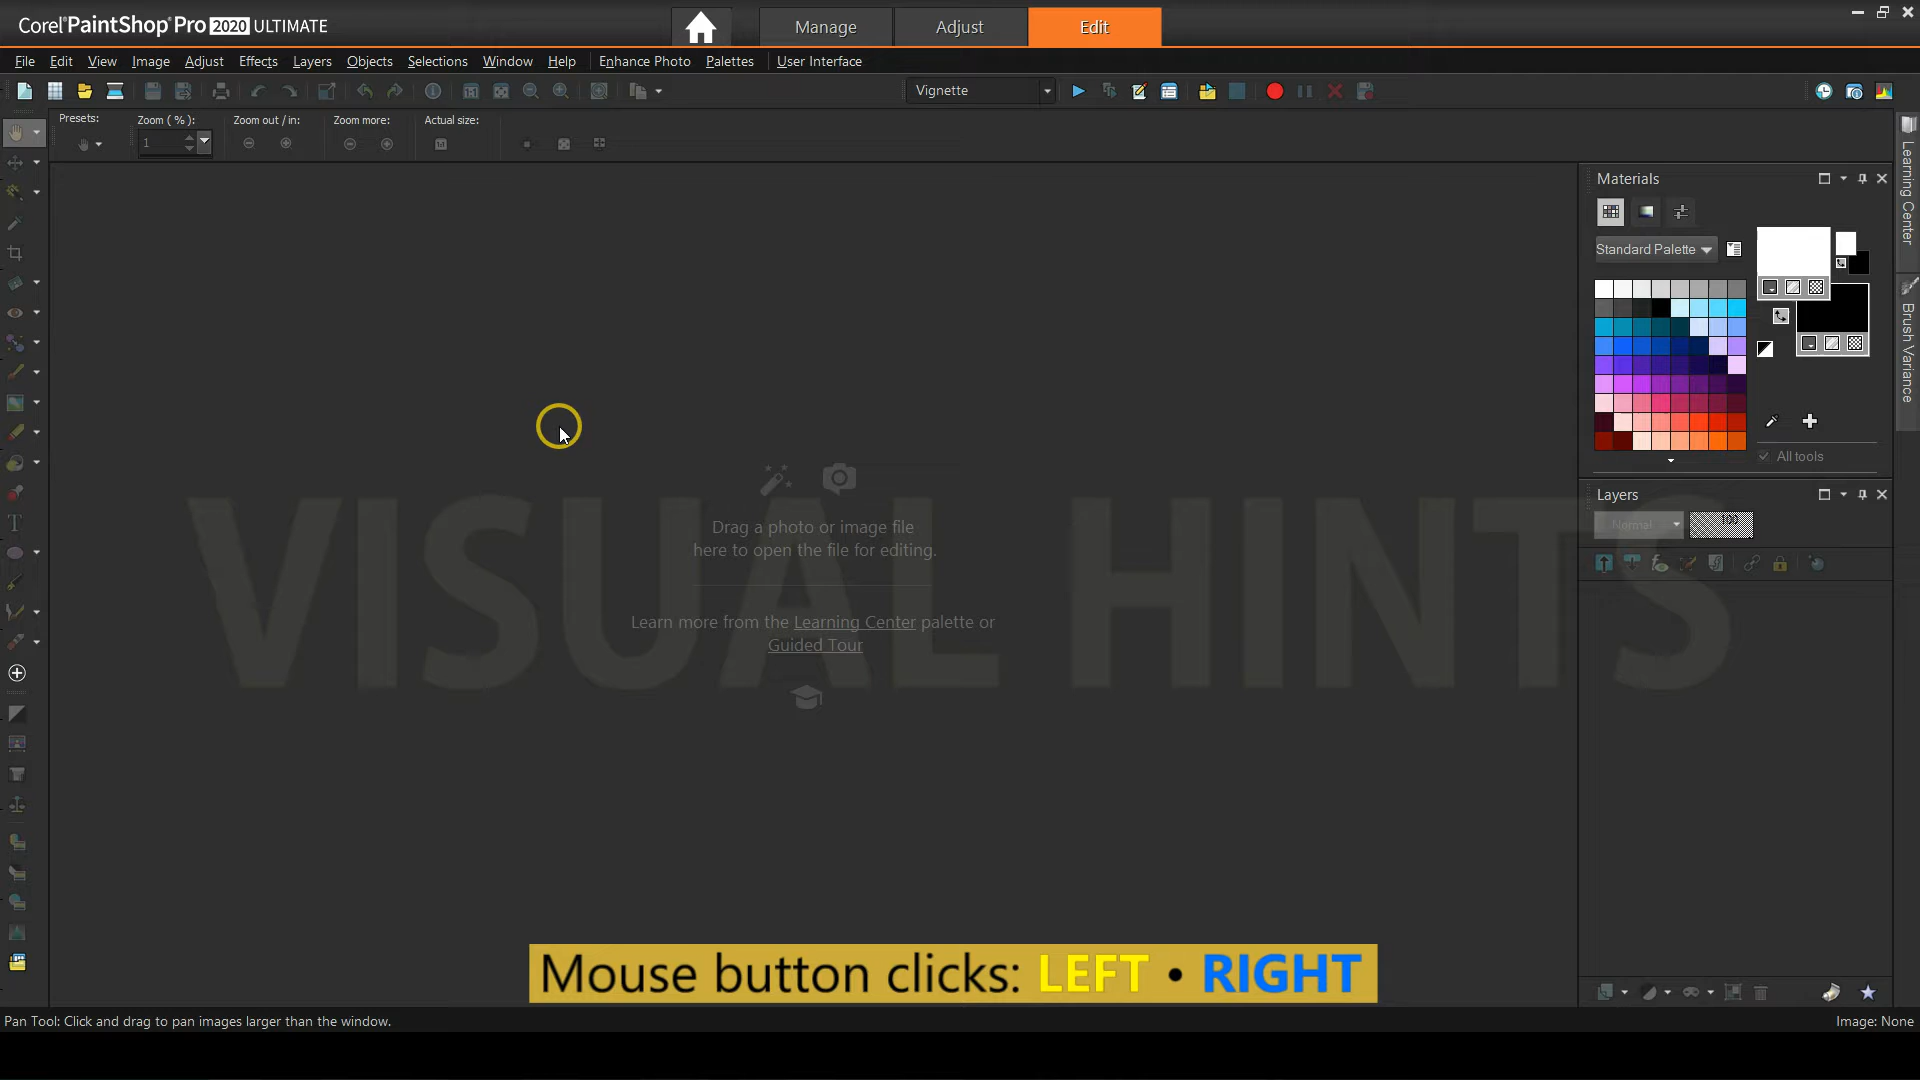 Corel PaintShop Pro 2020 ULTIMATE
Manage
Adjust
Edit
File Edit View Image Adjust Effects Layers Objects Selections Window Help Enhance Photo Palettes User Interface
Vignette
Presets:
Zoom ( % ):
Zoom out / in:
Zoom more:
Actual size:
1
Materials
Learning Center
Standard Palette
Brush Variance
All tools
Layers
Normal
100
Drag a photo or image file
here to open the file for editing.
VISUAL HINTS
Learn more from the Learning Center palette or
Guided Tour
Mouse button clicks: LEFT • RIGHT
Pan Tool: Click and drag to pan images larger than the window.
Image: None